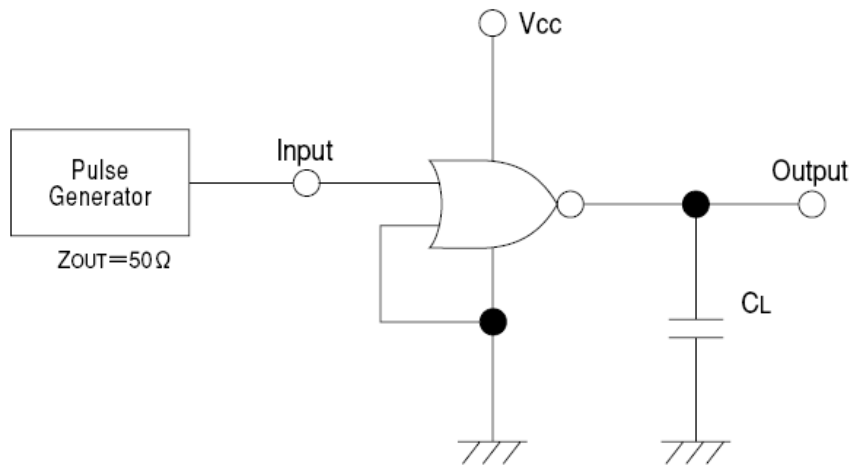 Vcc
Input
Output
Pulse
Generator
ZOUT=50Ω
CL